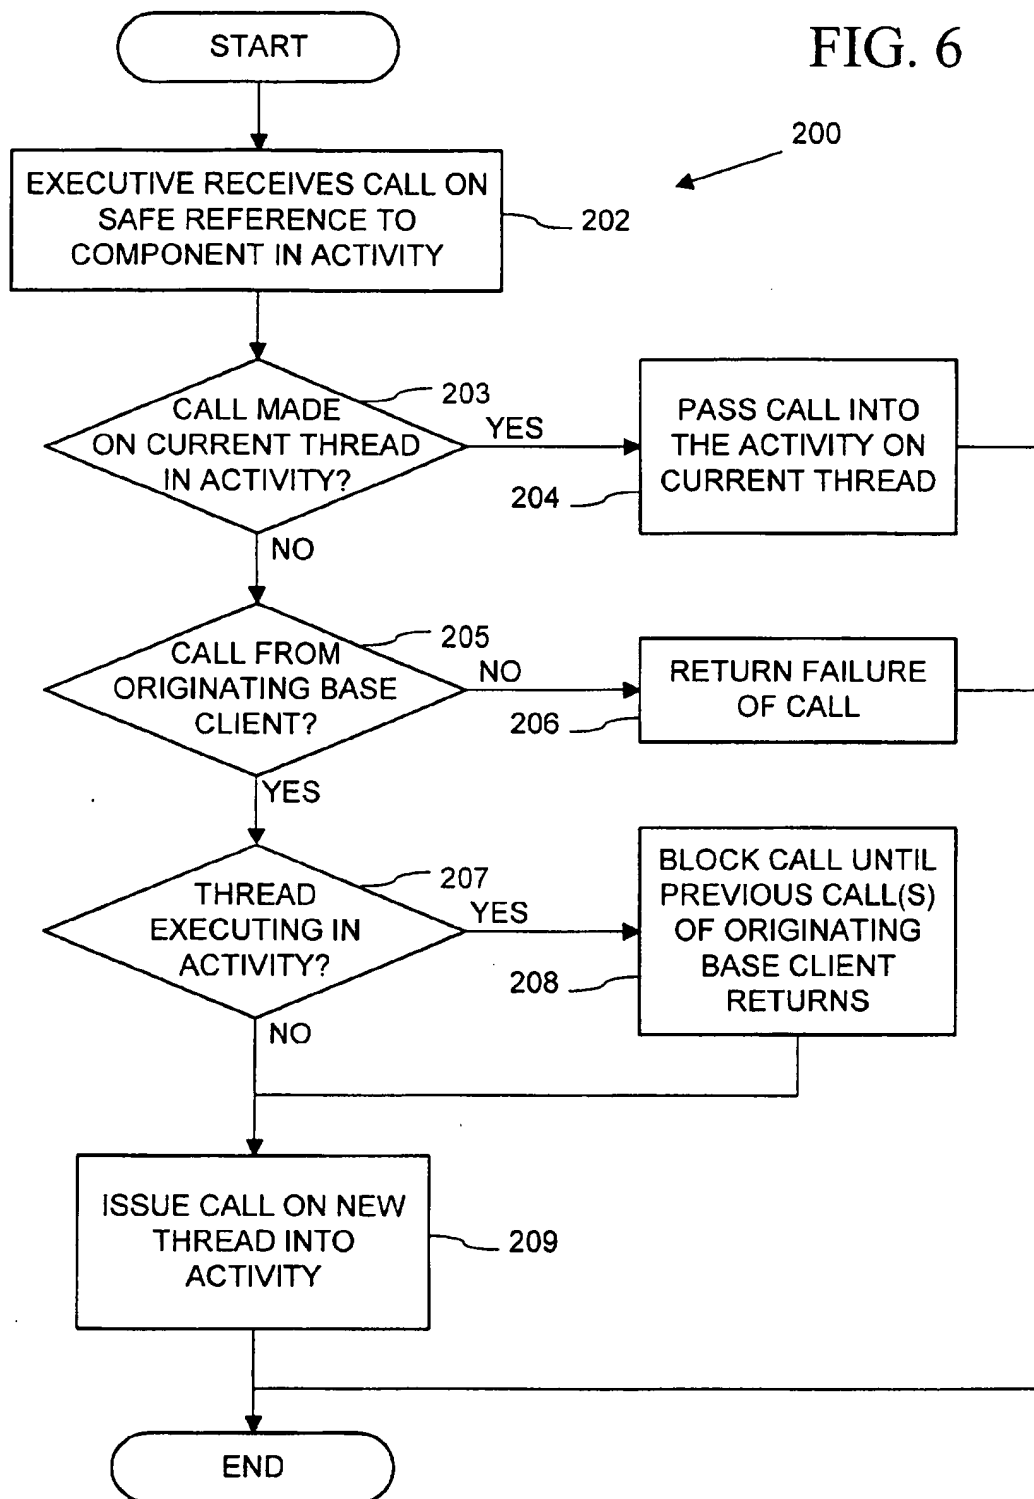 START
FIG. 6
200
EXECUTIVE RECEIVES CALL ON
SAFE REFERENCE TO
COMPONENT IN ACTIVITY
202
CALL MADE
ON CURRENT THREAD
IN ACTIVITY?
203
YES
PASS CALL INTO
THE ACTIVITY ON
CURRENT THREAD
204
NO
CALL FROM
ORIGINATING BASE
CLIENT?
205
NO
RETURN FAILURE
OF CALL
206
YES
THREAD
EXECUTING IN
ACTIVITY?
207
YES
BLOCK CALL UNTIL
PREVIOUS CALL(S)
OF ORIGINATING
BASE CLIENT
RETURNS
208
NO
ISSUE CALL ON NEW
THREAD INTO
ACTIVITY
209
END